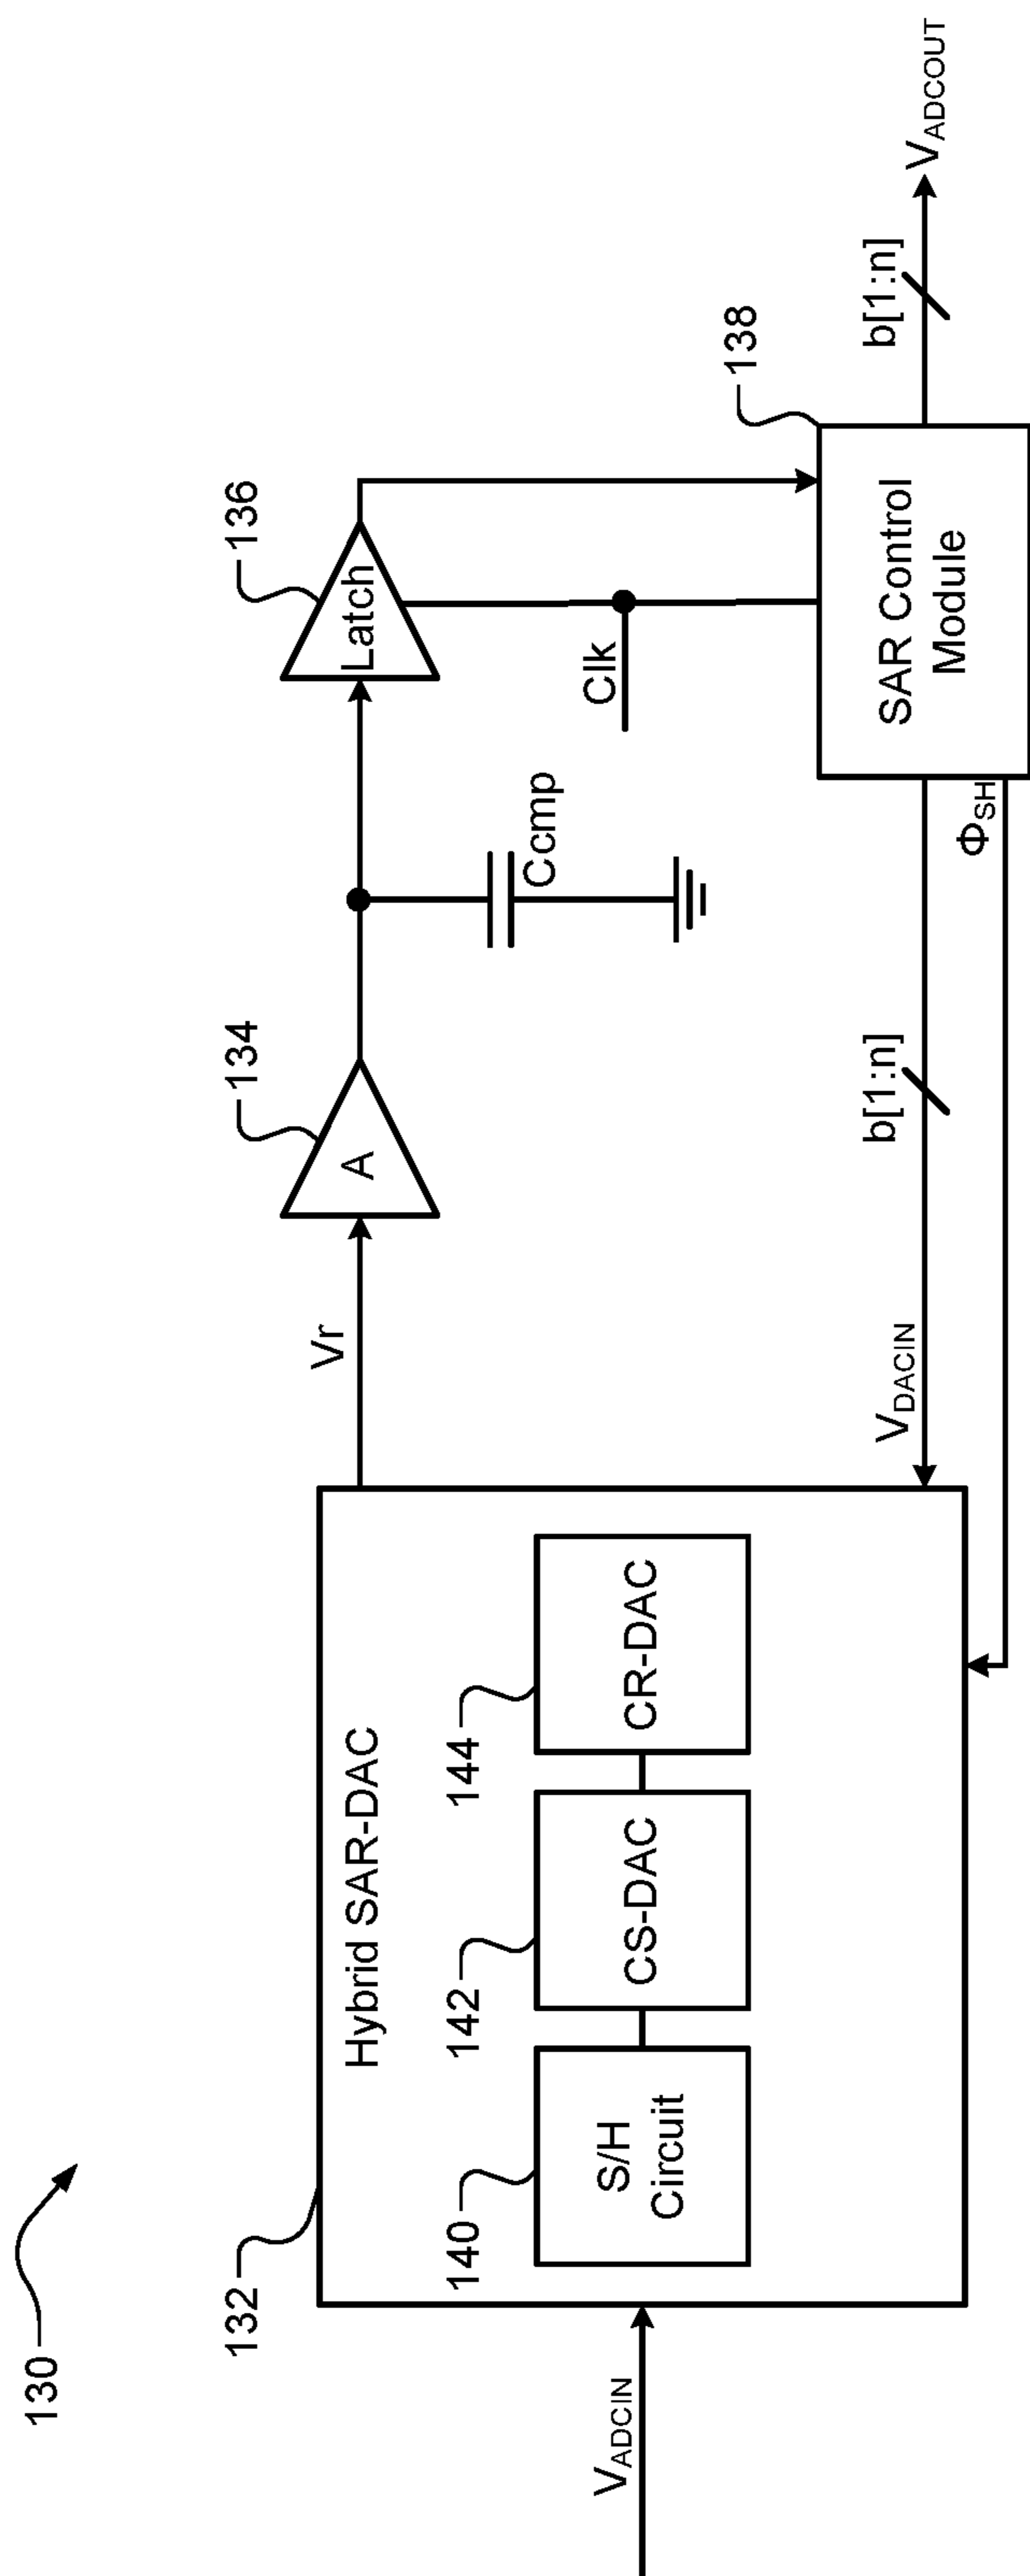 130
132
Hybrid SAR-DAC
140
S/H
Circuit
142
CS-DAC
144
CR-DAC
V_ADCIN
Vr
134
A
Ccmp
136
Latch
Clk
138
SAR Control
Module
V_DACIN
b[1:n]
Φ_SH
b[1:n]
V_ADCOUT